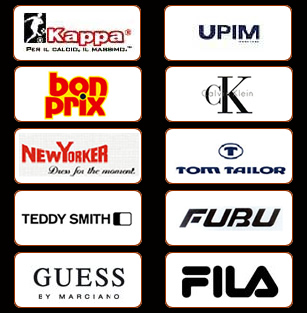 Kappa®
PER IL CALCIO, IL MASSIMO.™
UPIM
bon
prix
CK
Calvin Klein
NEWYORKER
Dress for the moment.
T
TOM TAILOR
TEDDY SMITH
FUBU
GUESS
BY MARCIANO
FILA